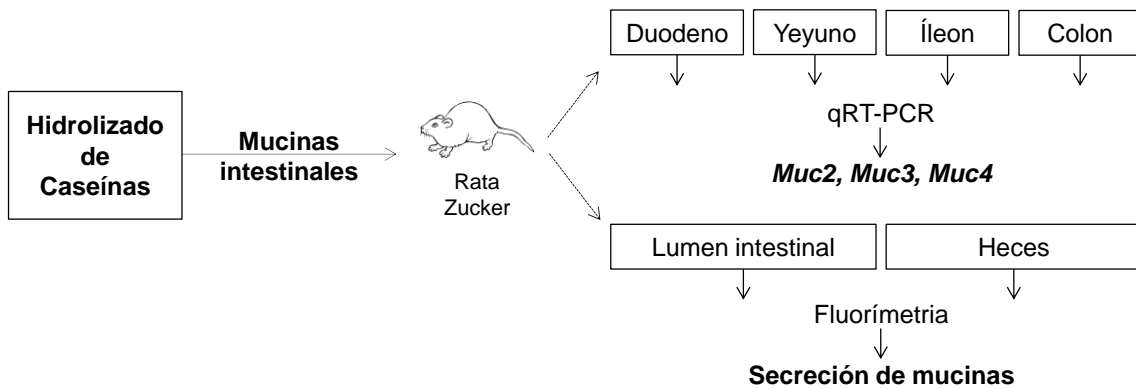 Hidrolizado
de
Caseínas
Mucinas
intestinales
Rata
Zucker
Duodeno
Yeyuno
Íleon
Colon
qRT-PCR
Muc2, Muc3, Muc4
Lumen intestinal
Heces
Fluorímetria
Secreción de mucinas